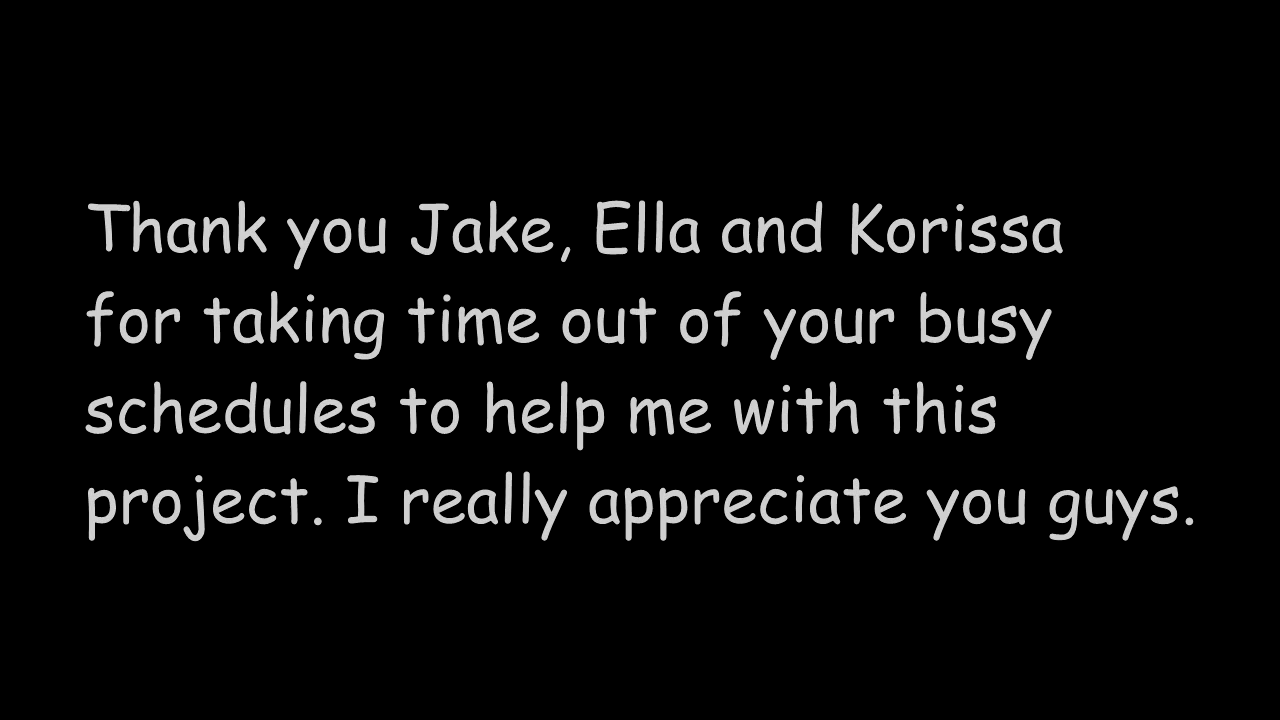 Thank you Jake, Ella and Korissa
for taking time out of your busy
schedules to help me with this
project. I really appreciate you guys.